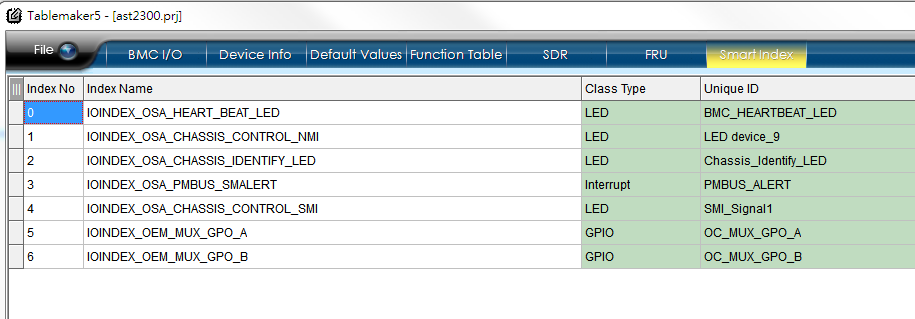 Tablemaker5 - [ast2300.prj]
File BMC I/O Device Info Default Values Function Table SDR FRU Smart Index
Index No Index Name Class Type Unique ID
0 IOINDEX_OSA_HEART_BEAT_LED LED BMC_HEARTBEAT_LED
1 IOINDEX_OSA_CHASSIS_CONTROL_NMI LED LED device_9
2 IOINDEX_OSA_CHASSIS_IDENTIFY_LED LED Chassis_Identify_LED
3 IOINDEX_OSA_PMBUS_SMALERT Interrupt PMBUS_ALERT
4 IOINDEX_OSA_CHASSIS_CONTROL_SMI LED SMI_Signal1
5 IOINDEX_OEM_MUX_GPO_A GPIO OC_MUX_GPO_A
6 IOINDEX_OEM_MUX_GPO_B GPIO OC_MUX_GPO_B